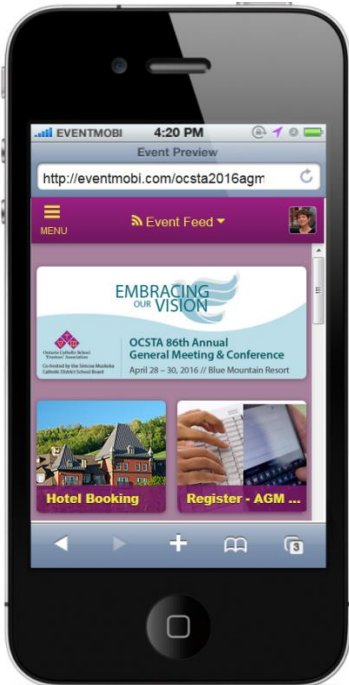 EVENTMOBI 4:20 PM
Event Preview
http://eventmobi.com/ocsta2016agm
MENU
Event Feed
EMBRACING
OUR VISION
Ontario Catholic School
Trustees' Association
Co-hosted by the Simcoe Muskoka
Catholic District School Board
OCSTA 86th Annual
General Meeting & Conference
April 28 – 30, 2016 // Blue Mountain Resort
Hotel Booking
Register - AGM ...
3